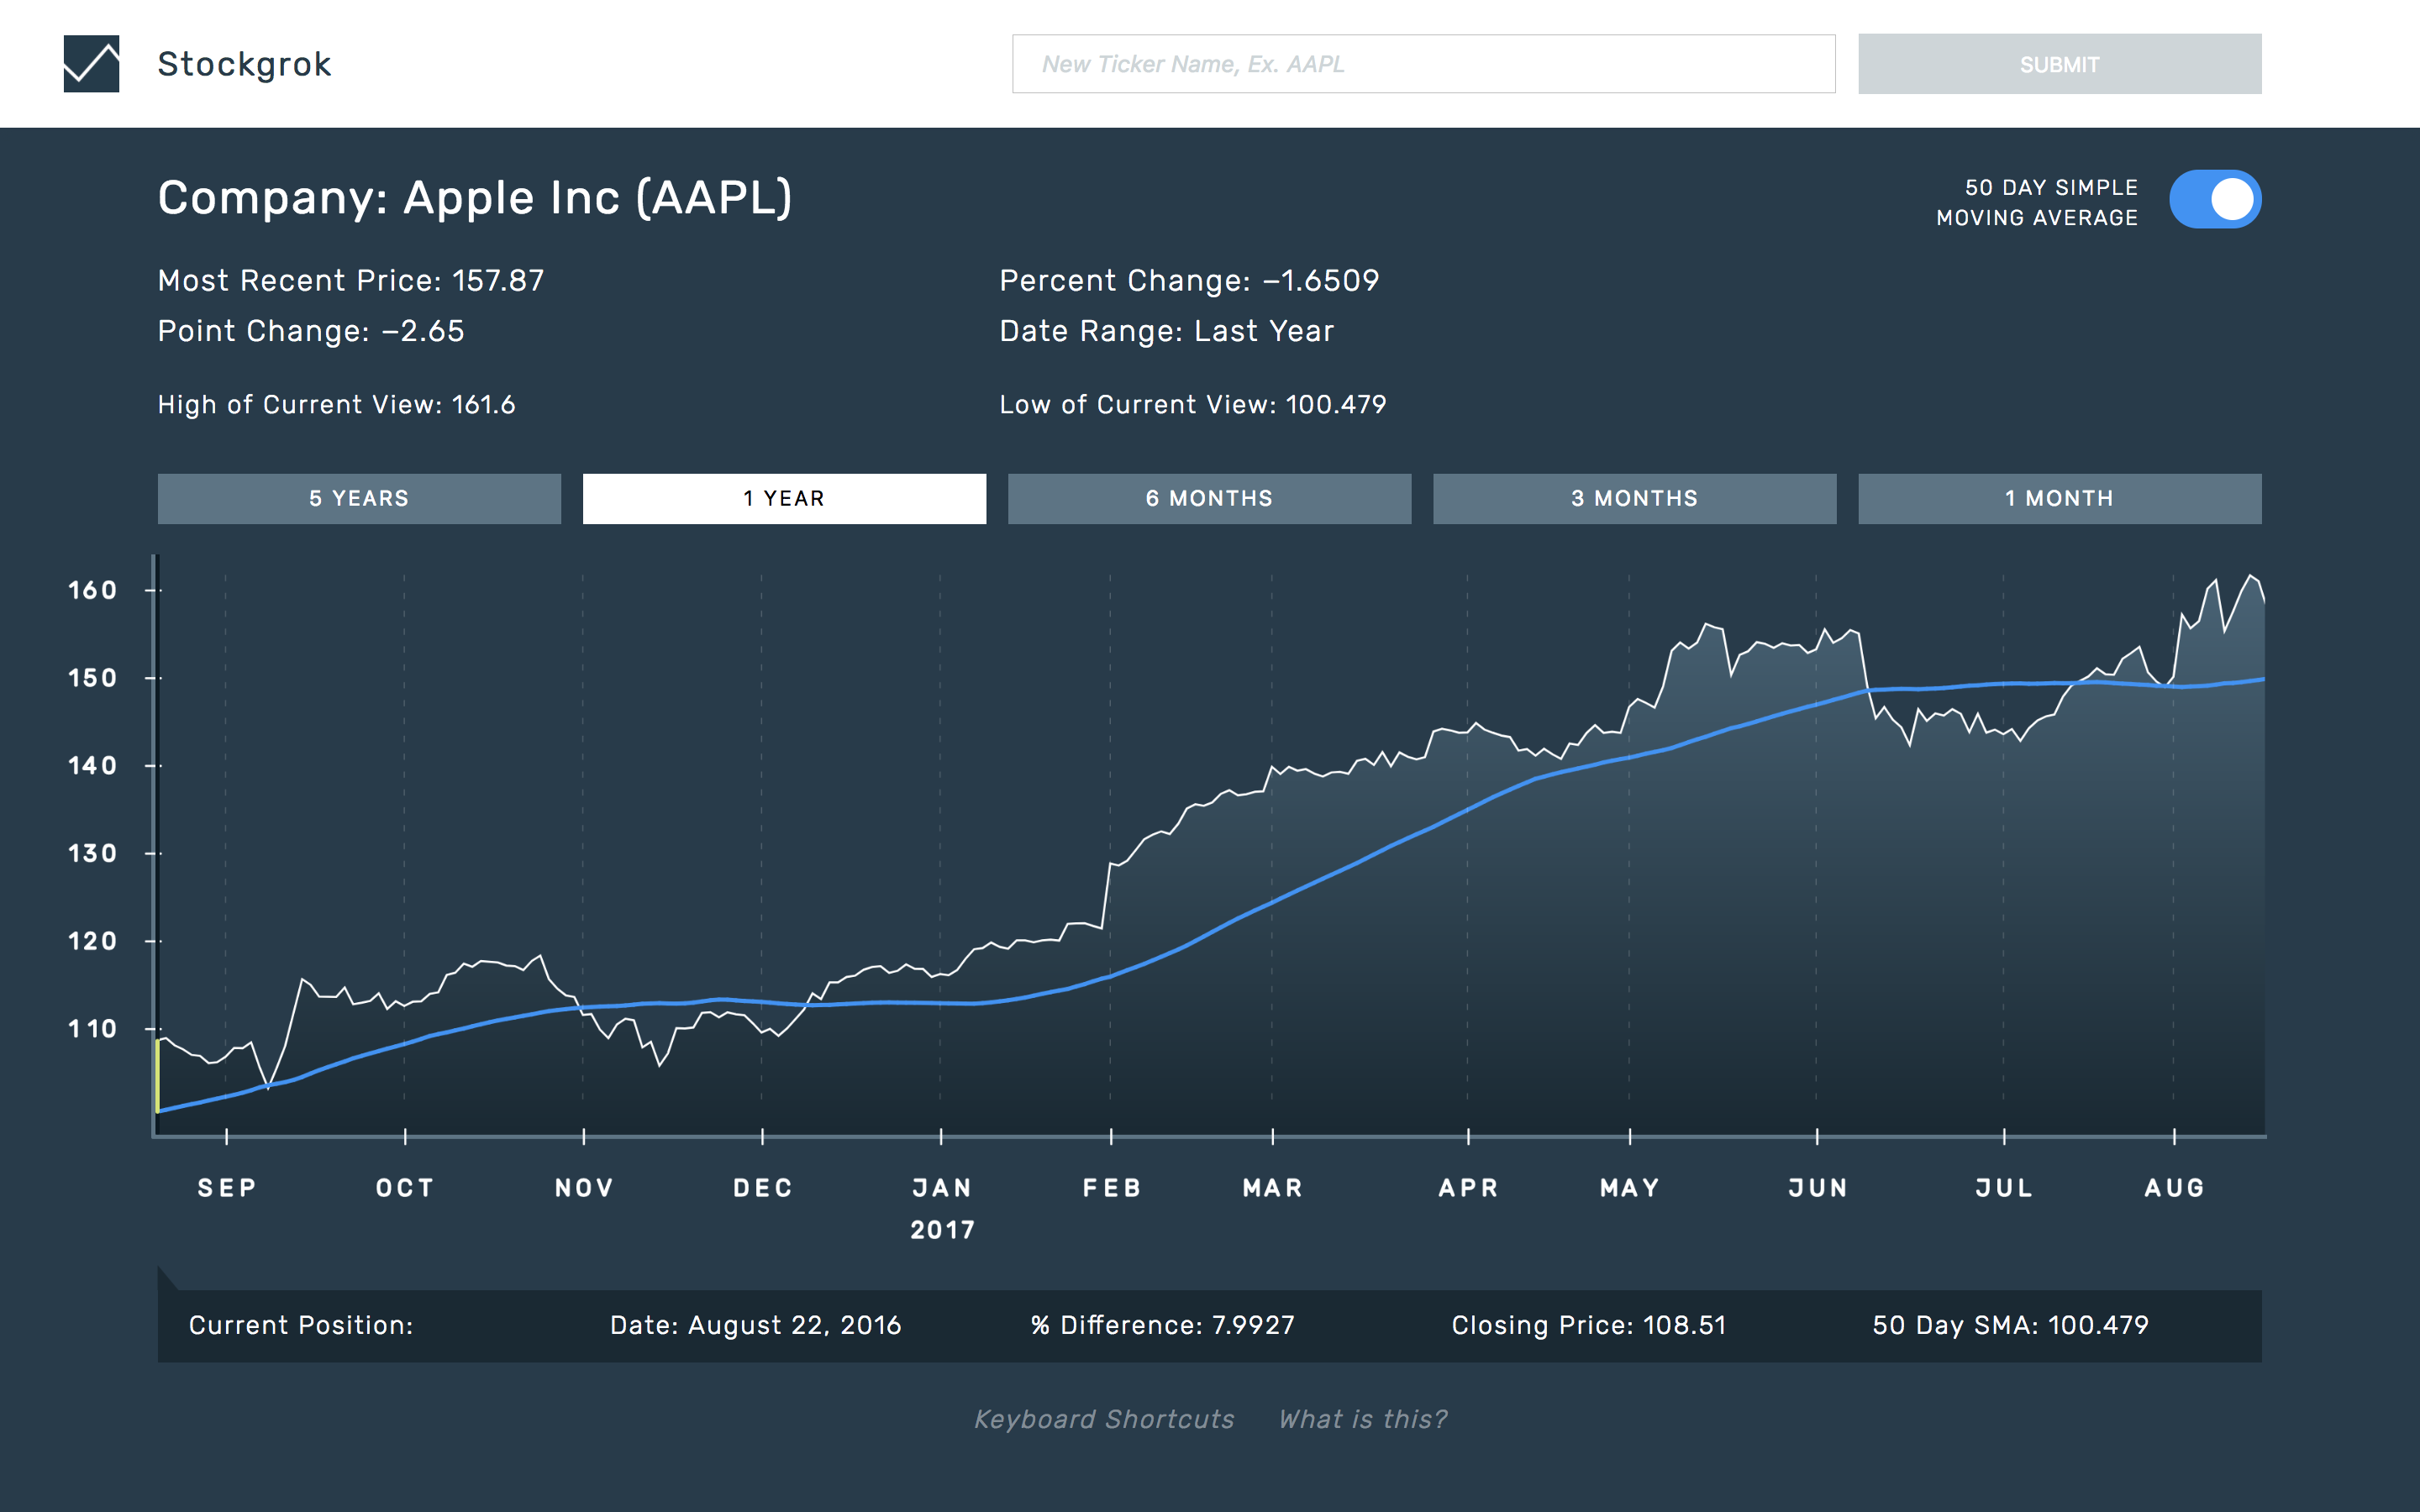 Stockgrok
New Ticker Name, Ex. AAPL
SUBMIT
Company: Apple Inc (AAPL)
50 DAY SIMPLE
MOVING AVERAGE
Most Recent Price: 157.87
Percent Change: −1.6509
Point Change: −2.65
Date Range: Last Year
High of Current View: 161.6
Low of Current View: 100.479
5 YEARS
1 YEAR
6 MONTHS
3 MONTHS
1 MONTH
160
150
140
130
120
110
SEP OCT NOV DEC JAN FEB MAR APR MAY JUN JUL AUG
2017
Current Position:
Date: August 22, 2016
% Difference: 7.9927
Closing Price: 108.51
50 Day SMA: 100.479
Keyboard Shortcuts
What is this?